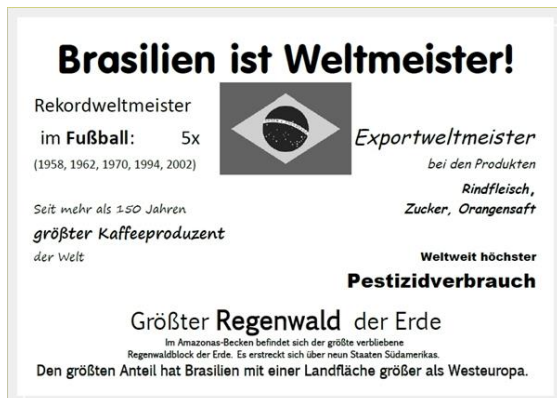 Brasilien ist Weltmeister!
Rekordweltmeister
im Fußball: 5x
(1958, 1962, 1970, 1994, 2002)
Seit mehr als 150 Jahren
größter Kaffeeproduzent
der Welt
Exportweltmeister
bei den Produkten
Rindfleisch,
Zucker, Orangensaft
Weltweit höchster
Pestizidverbrauch
Größter Regenwald der Erde
Im Amazonas-Becken befindet sich der größte verbliebene
Regenwaldblock der Erde. Es erstreckt sich über neun Staaten Südamerikas.
Den größten Anteil hat Brasilien mit einer Landfläche größer als Westeuropa.